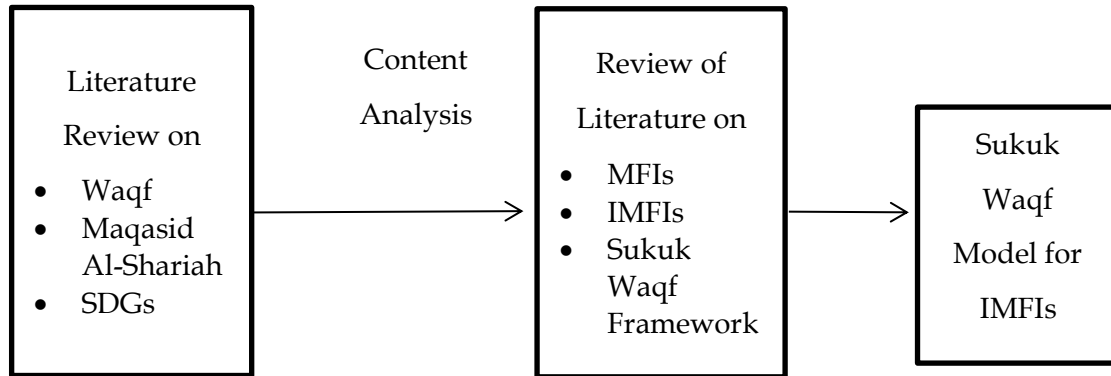 Literature
Review on
• Waqf
• Maqasid
Al-Shariah
• SDGs
Content
Analysis
Review of
Literature on
• MFIs
• IMFIs
• Sukuk
Waqf
Framework
Sukuk
Waqf
Model for
IMFIs